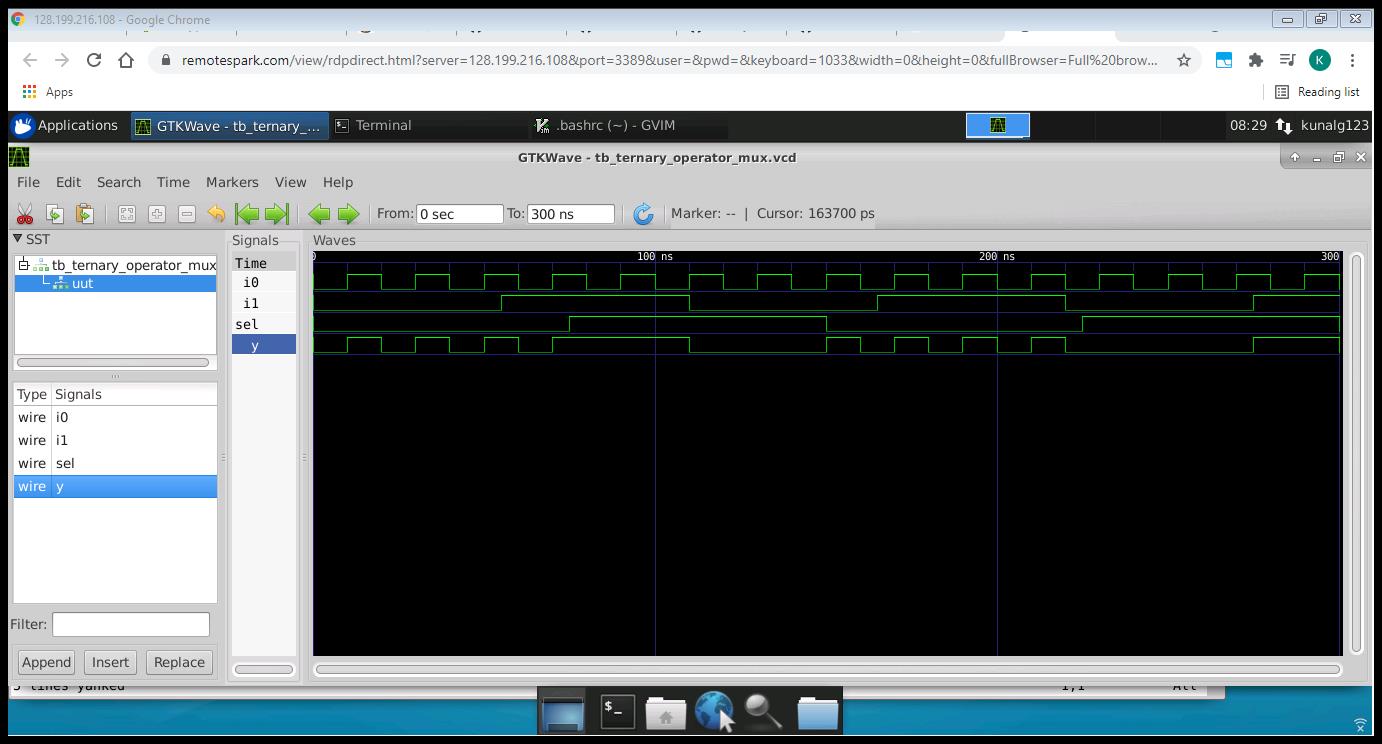 128.199.216.108 - Google Chrome
remotespark.com/view/rdpdirect.html?server=128.199.216.108&port=3389&user=&pwd=&keyboard=1033&width=0&height=0&fullBrowser=Full%20brow...
K
Apps
Reading list
Applications
GTKWave - tb_ternary_...
Terminal
.bashrc (~) - GVIM
08:29
kunalg123
GTKWave - tb_ternary_operator_mux.vcd
File Edit Search Time Markers View Help
From: 0 sec To: 300 ns Marker: -- | Cursor: 163700 ps
SST
tb_ternary_operator_mux
uut
Signals
Time
i0
i1
sel
y
Waves
0 100 ns 200 ns 300
Type Signals
wire i0
wire i1
wire sel
wire y
Filter:
Append Insert Replace
5 lines yanked 1,1 All
$_